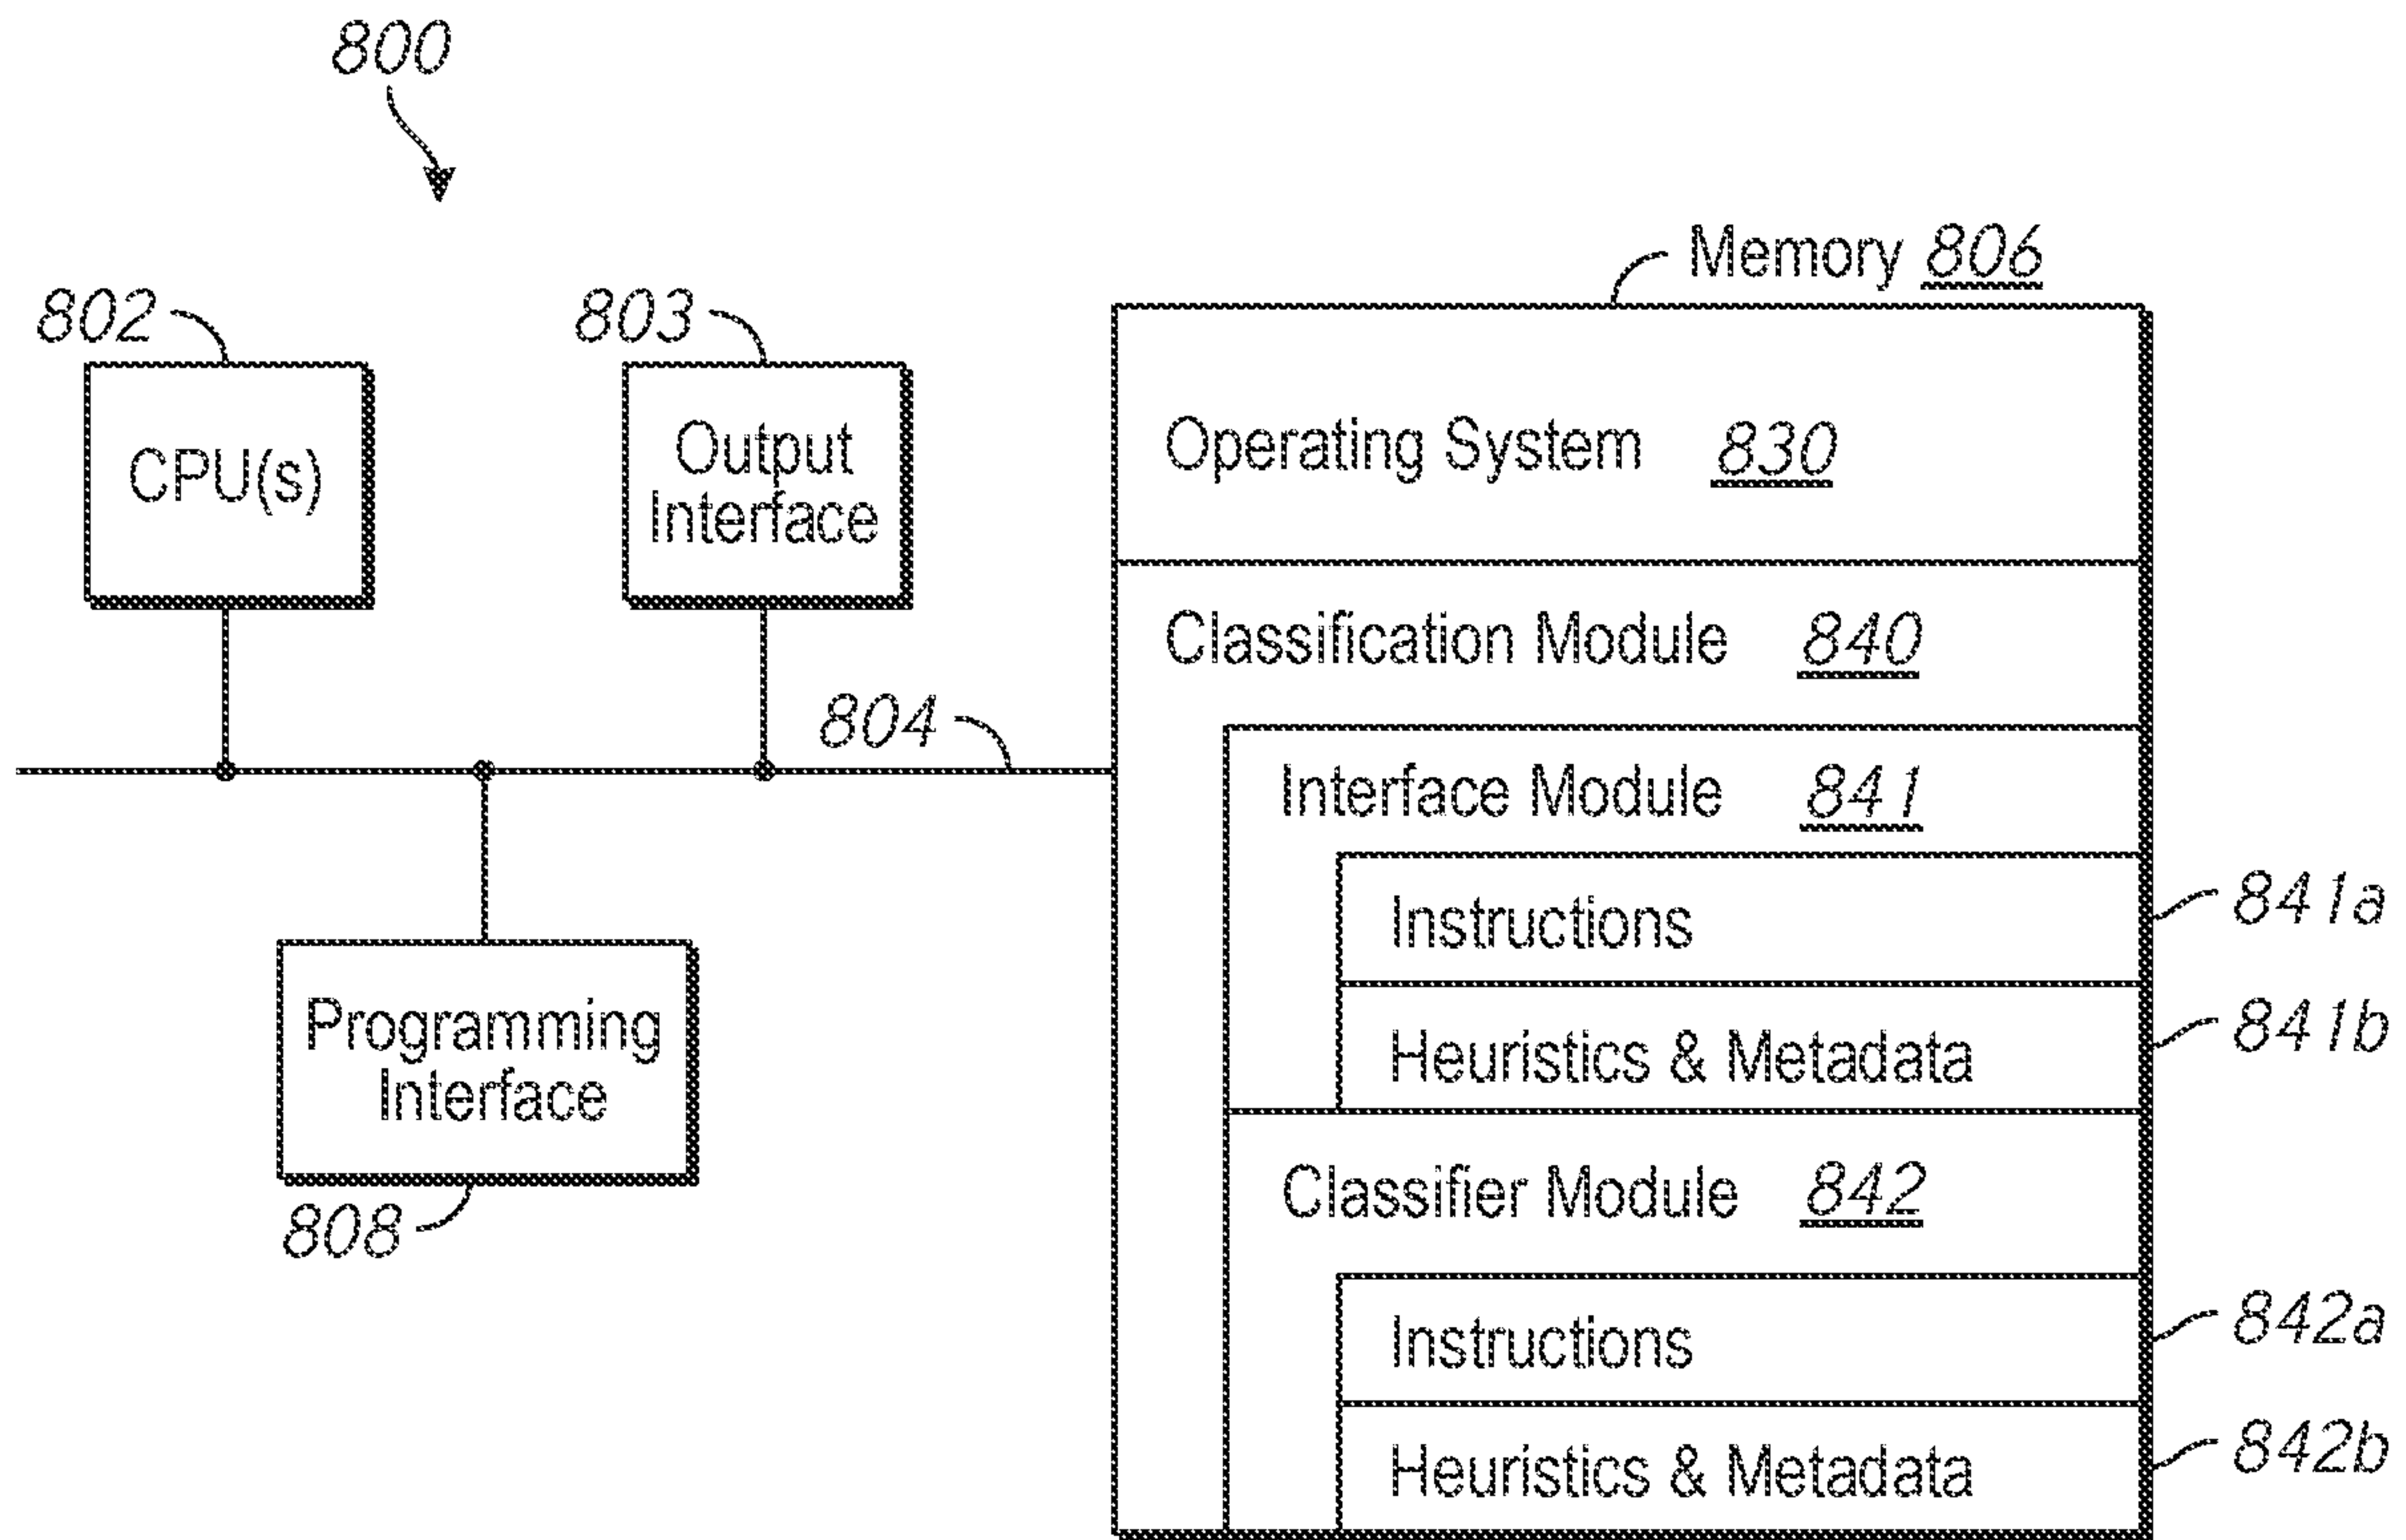 800
Memory 806
802
803
CPU(s)
Output
Interface
Operating System 830
Classification Module 840
804
Interface Module 841
Instructions
841a
Programming
Interface
Heuristics & Metadata
841b
808
Classifier Module 842
Instructions
842a
Heuristics & Metadata
842b